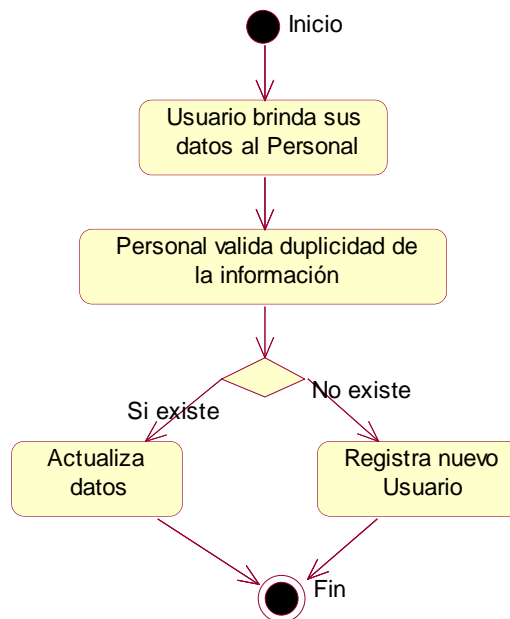 Inicio
Usuario brinda sus
datos al Personal
Personal valida duplicidad de
la información
No existe
Si existe
Actualiza
datos
Registra nuevo
Usuario
Fin